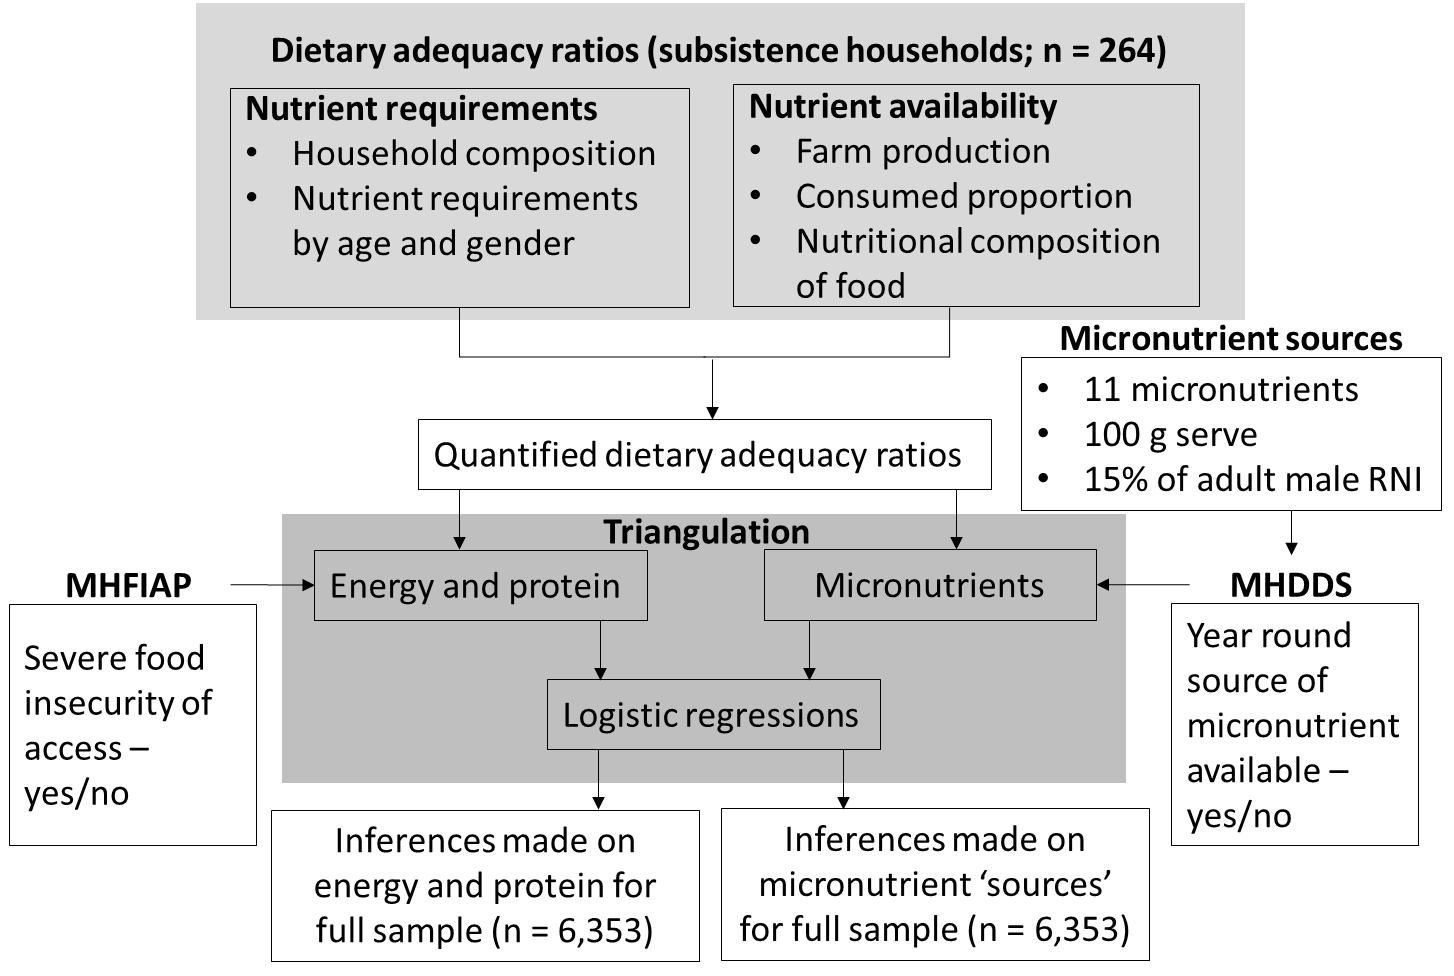 Dietary adequacy ratios (subsistence households; n = 264)
Nutrient requirements
• Household composition
• Nutrient requirements
by age and gender
Nutrient availability
• Farm production
• Consumed proportion
• Nutritional composition
of food
Micronutrient sources
• 11 micronutrients
• 100 g serve
• 15% of adult male RNI
Quantified dietary adequacy ratios
Triangulation
MHFIAP
Energy and protein
Micronutrients
MHDDS
Severe food
insecurity of
access –
yes/no
Year round
source of
micronutrient
available –
yes/no
Logistic regressions
Inferences made on
energy and protein for
full sample (n = 6,353)
Inferences made on
micronutrient ‘sources’
for full sample (n = 6,353)